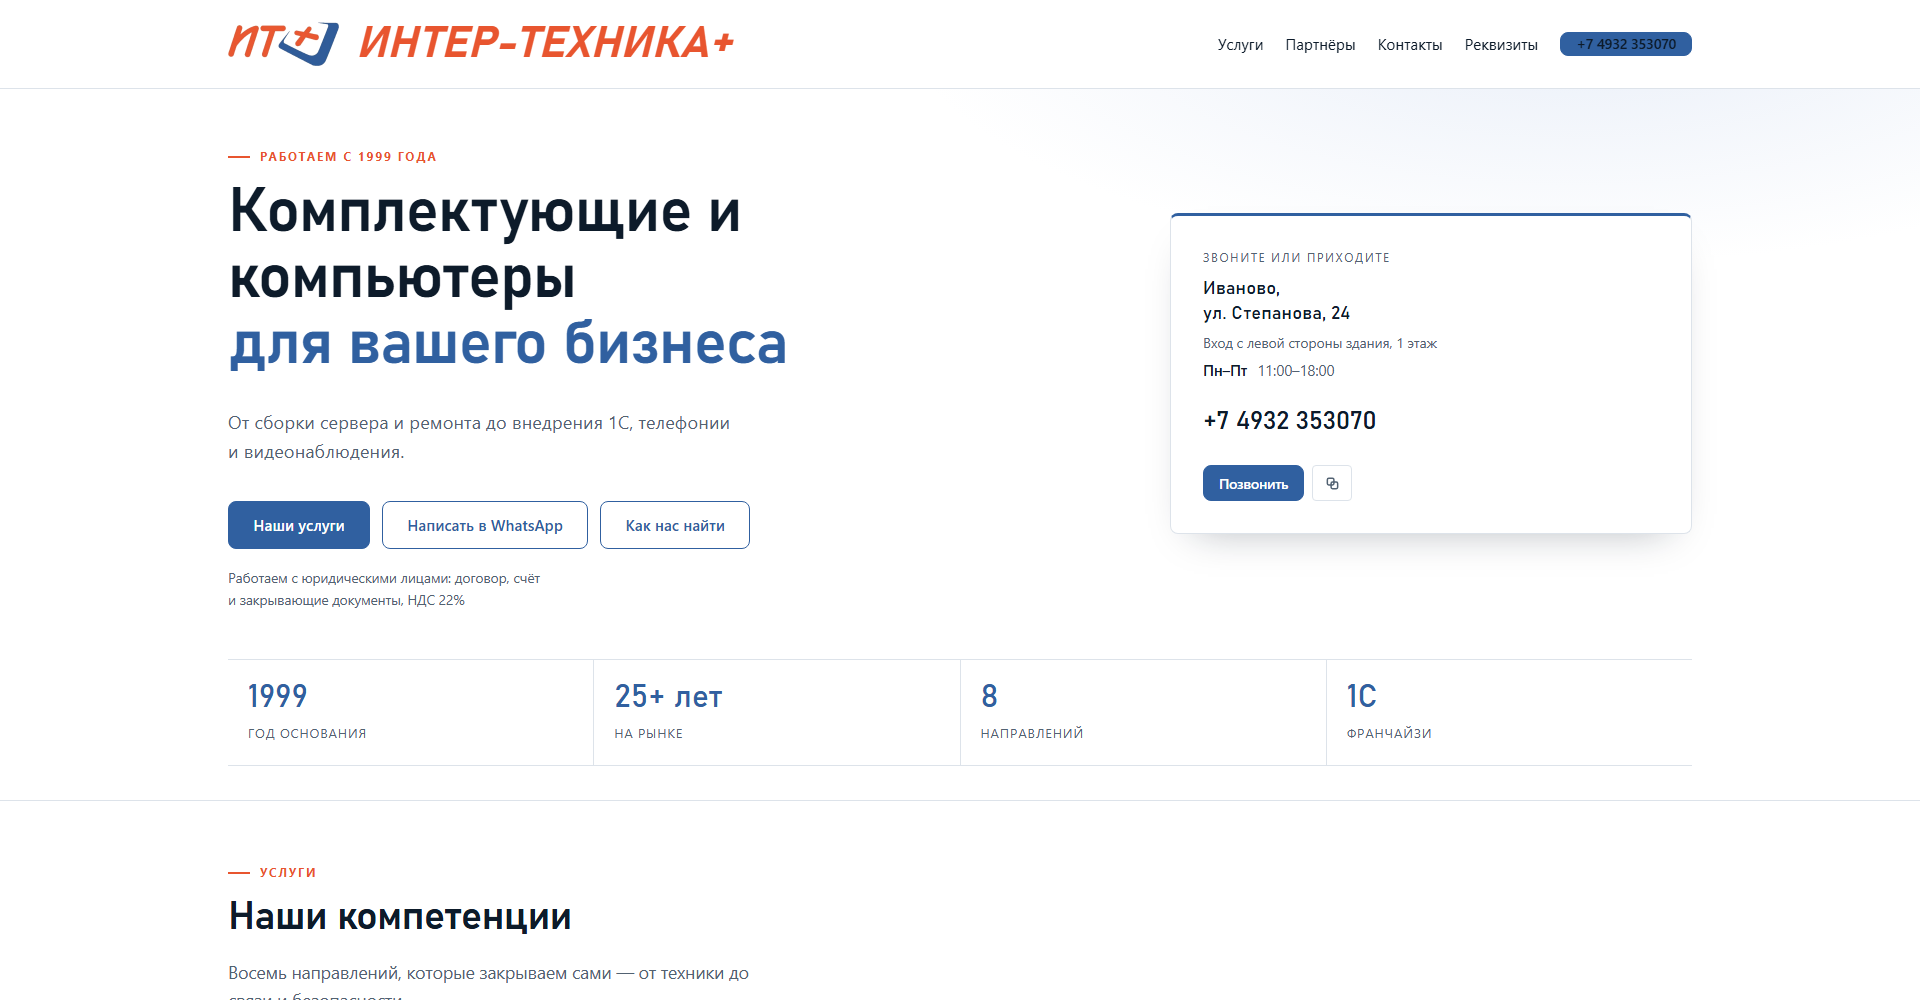 ИТ+ ИНТЕР-ТЕХНИКА+
Услуги Партнёры Контакты Реквизиты +7 4932 353070
РАБОТАЕМ С 1999 ГОДА
Комплектующие и
компьютеры
для вашего бизнеса
От сборки сервера и ремонта до внедрения 1С, телефонии
и видеонаблюдения.
Наши услуги Написать в WhatsApp Как нас найти
Работаем с юридическими лицами: договор, счёт
и закрывающие документы, НДС 22%
ЗВОНИТЕ ИЛИ ПРИХОДИТЕ
Иваново,
ул. Степанова, 24
Вход с левой стороны здания, 1 этаж
Пн–Пт 11:00–18:00
+7 4932 353070
Позвонить
1999
ГОД ОСНОВАНИЯ
25+ лет
НА РЫНКЕ
8
НАПРАВЛЕНИЙ
1С
ФРАНЧАЙЗИ
УСЛУГИ
Наши компетенции
Восемь направлений, которые закрываем сами — от техники до
связи и безопасности.